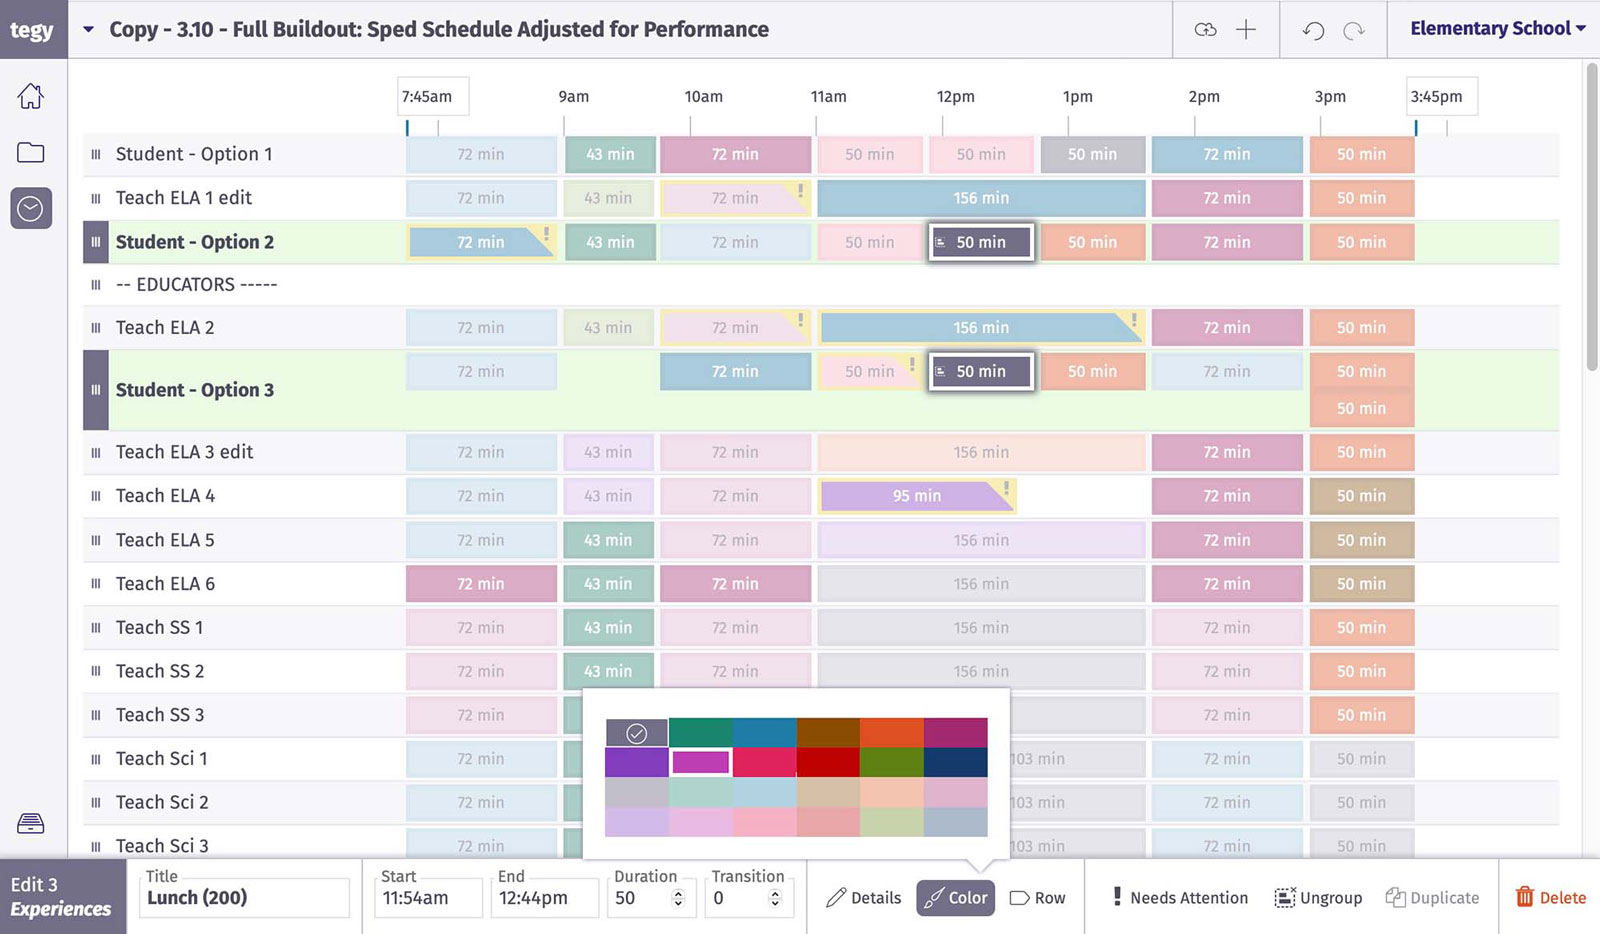 tegy
Copy - 3.10 - Full Buildout: Sped Schedule Adjusted for Performance
Elementary School
7:45am 9am 10am 11am 12pm 1pm 2pm 3pm 3:45pm
Student - Option 1 72 min 43 min 72 min 50 min 50 min 50 min 72 min 50 min
Teach ELA 1 edit 72 min 43 min 72 min ! 156 min 72 min 50 min
Student - Option 2 72 min ! 43 min 72 min 50 min 50 min 50 min 72 min 50 min
-- EDUCATORS -----
Teach ELA 2 72 min 43 min 72 min ! 156 min ! 72 min 50 min
Student - Option 3 72 min 72 min 50 min ! 50 min 50 min 72 min 50 min
50 min
Teach ELA 3 edit 72 min 43 min 72 min 156 min 72 min 50 min
Teach ELA 4 72 min 43 min 72 min 95 min ! 72 min 50 min
Teach ELA 5 72 min 43 min 72 min 156 min 72 min 50 min
Teach ELA 6 72 min 43 min 72 min 156 min 72 min 50 min
Teach SS 1 72 min 43 min 72 min 156 min 72 min 50 min
Teach SS 2 72 min 43 min 72 min 156 min 72 min 50 min
Teach SS 3 72 min 72 min 50 min
Teach Sci 1 72 min 103 min 72 min 50 min
Teach Sci 2 72 min 103 min 72 min 50 min
Teach Sci 3 72 min 103 min 72 min 50 min
Edit 3
Experiences
Title
Lunch (200)
Start
11:54am
End
12:44pm
Duration
50
Transition
0
Details Color Row ! Needs Attention Ungroup Duplicate Delete